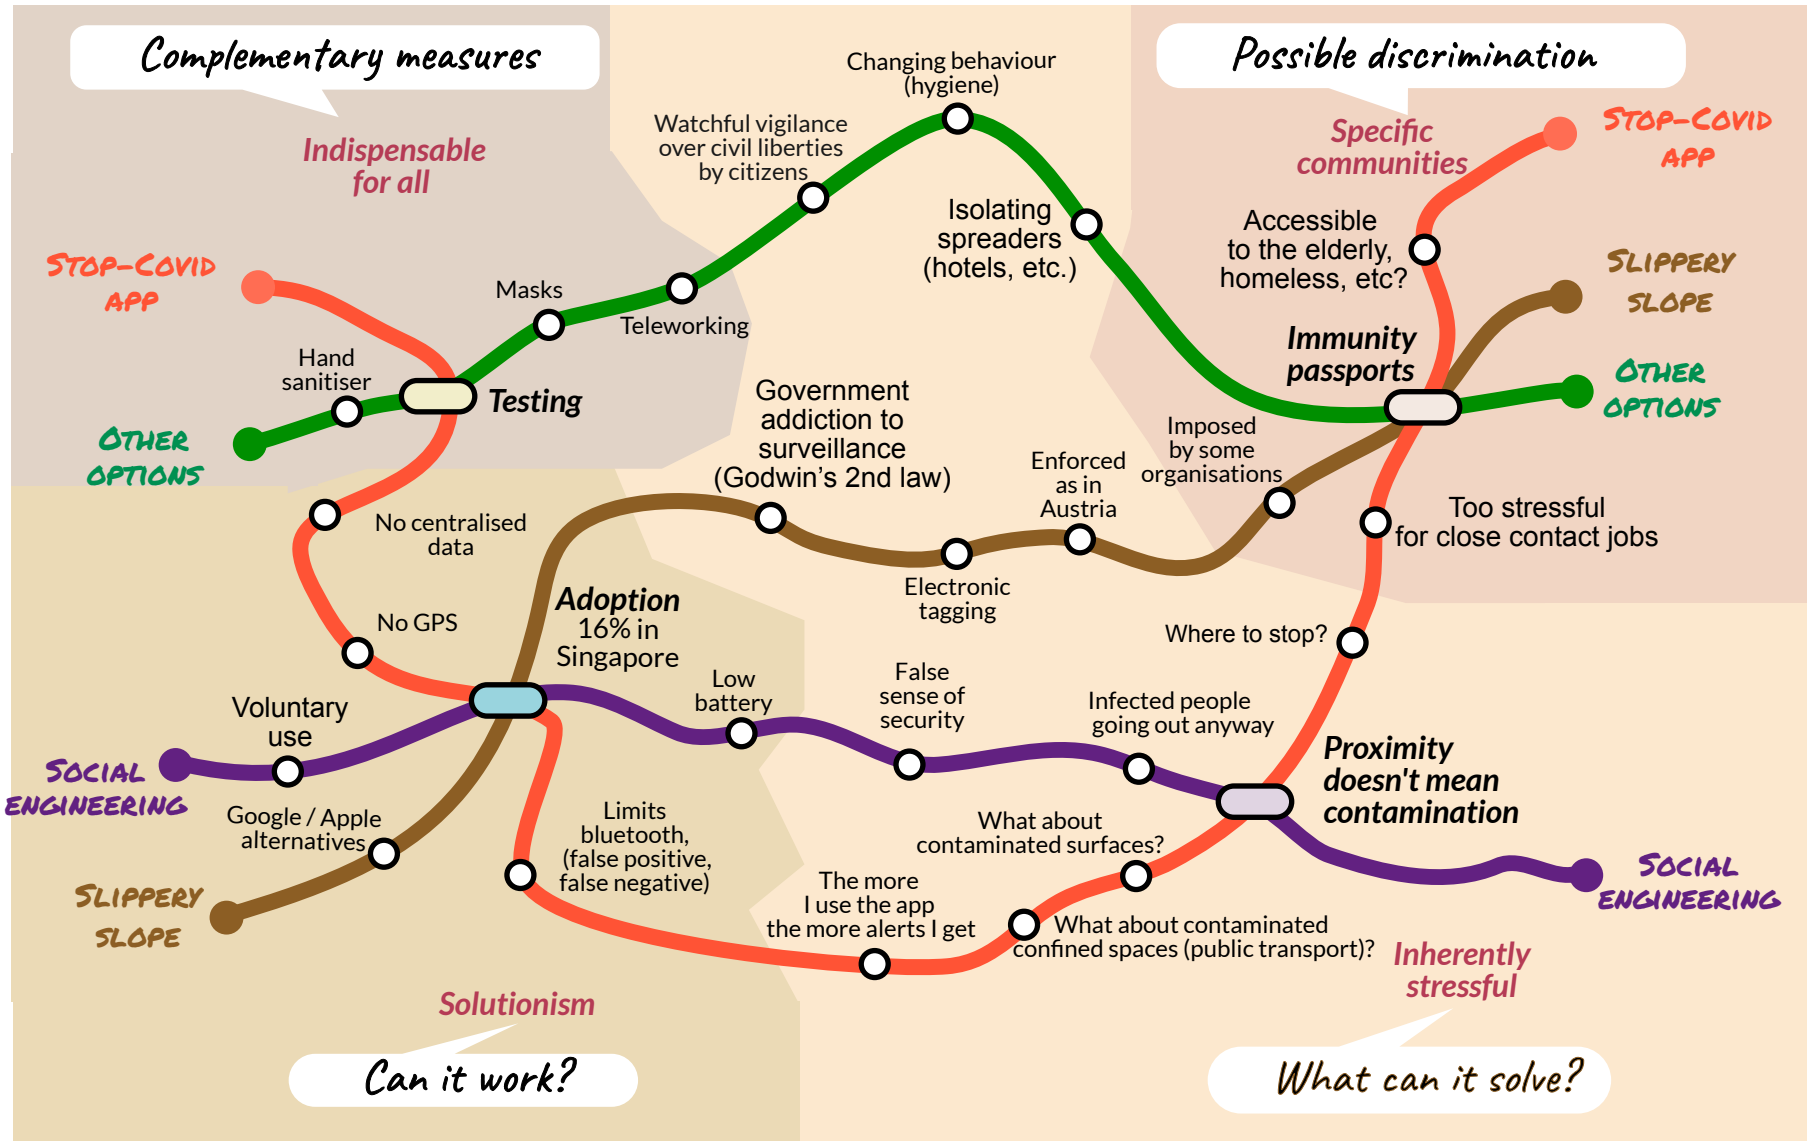 Complementary measures
Possible discrimination
Indispensable
for all
Changing behaviour
(hygiene)
Watchful vigilance
over civil liberties
by citizens
Specific
communities
STOP-COVID
APP
Isolating
spreaders
(hotels, etc.)
Accessible
to the elderly,
homeless, etc?
SLIPPERY
SLOPE
STOP-COVID
APP
Masks
Teleworking
Hand
sanitiser
Testing
OTHER
OPTIONS
Immunity
passports
OTHER
OPTIONS
Government
addiction to
surveillance
(Godwin's 2nd law)
Enforced
as in
Austria
Imposed
by some
organisations
No centralised
data
Too stressful
for close contact jobs
Electronic
tagging
No GPS
Adoption
16% in
Singapore
Where to stop?
Voluntary
use
Low
battery
False
sense of
security
Infected people
going out anyway
SOCIAL
ENGINEERING
Proximity
doesn't mean
contamination
Google / Apple
alternatives
Limits
bluetooth,
(false positive,
false negative)
What about
contaminated surfaces?
SLIPPERY
SLOPE
The more
I use the app
the more alerts I get
SOCIAL
ENGINEERING
What about contaminated
confined spaces (public transport)?
Inherently
stressful
Solutionism
Can it work?
What can it solve?